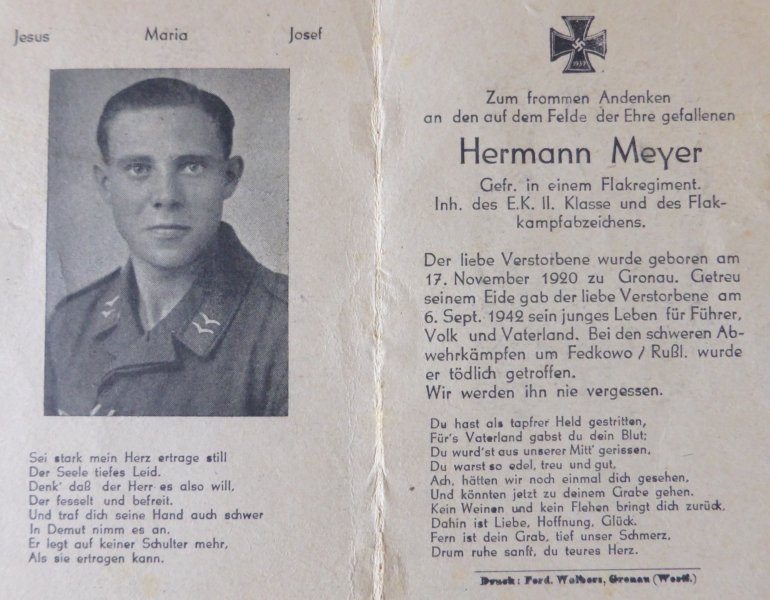 Jesus Maria Josef
Sei stark mein Herz ertrage still
Der Seele tiefes Leid.
Denk' daß der Herr es also will,
Der fesselt und befreit.
Und traf dich seine Hand auch schwer
In Demut nimm es an.
Er legt auf keiner Schulter mehr,
Als sie ertragen kann.
1939
Zum frommen Andenken
an den auf dem Felde der Ehre gefallenen
Hermann Meyer
Gefr. in einem Flakregiment.
Inh. des E.K. II. Klasse und des Flak-
kampfabzeichens.
Der liebe Verstorbene wurde geboren am
17. November 1920 zu Gronau. Getreu
seinem Eide gab der liebe Verstorbene am
6. Sept. 1942 sein junges Leben für Führer,
Volk und Vaterland. Bei den schweren Ab-
wehrkämpfen um Fedkowo / Rußl. wurde
er tödlich getroffen.
Wir werden ihn nie vergessen.
Du hast als tapfrer Held gestritten,
Für's Vaterland gabst du dein Blut;
Du wurd'st aus unserer Mitt' gerissen,
Du warst so edel, treu und gut,
Ach, hätten wir noch einmal dich gesehen,
Und könnten jetzt zu deinem Grabe gehen.
Kein Weinen und kein Flehen bringt dich zurück,
Dahin ist Liebe, Hoffnung, Glück.
Fern ist dein Grab, tief unser Schmerz,
Drum ruhe sanft, du teures Herz.
Druck: Ferd. Wolbers, Gronau (Westf.)